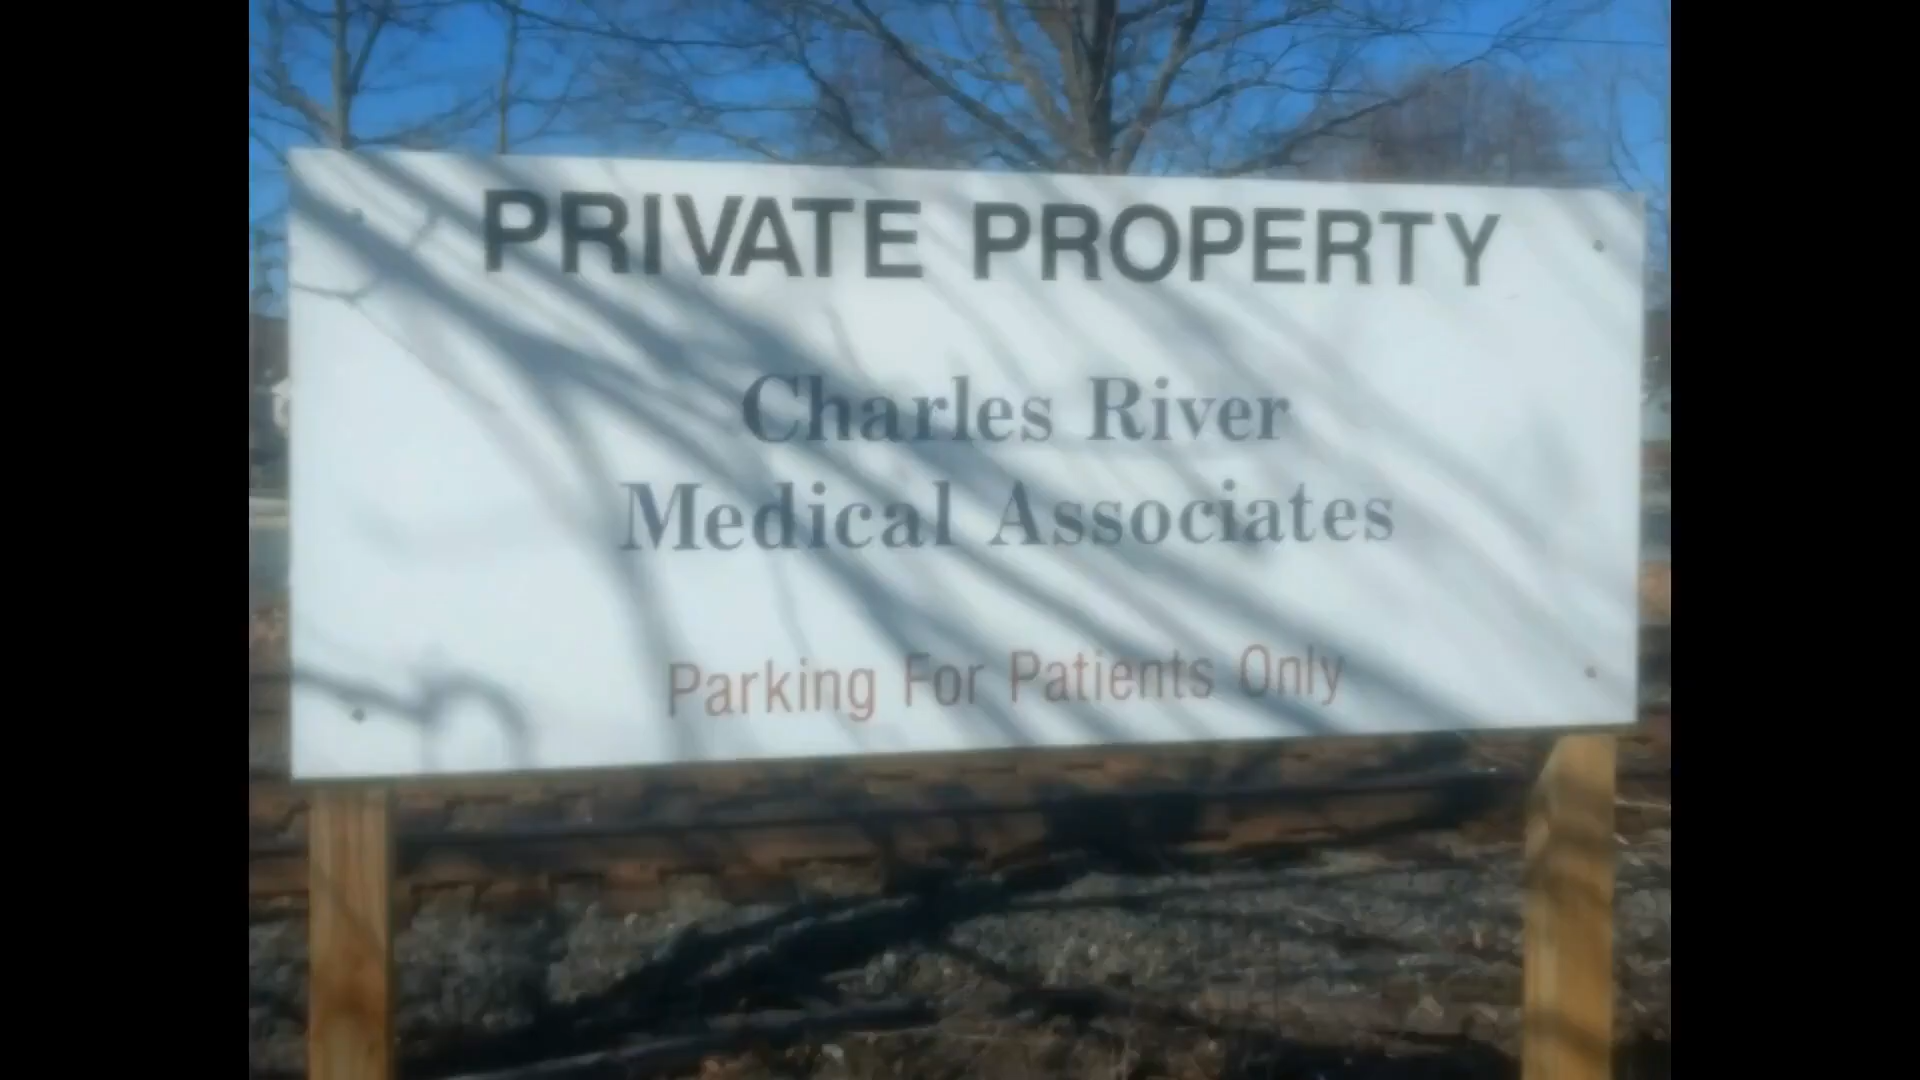 PRIVATE PROPERTY
Charles River
Medical Associates
Parking For Patients Only